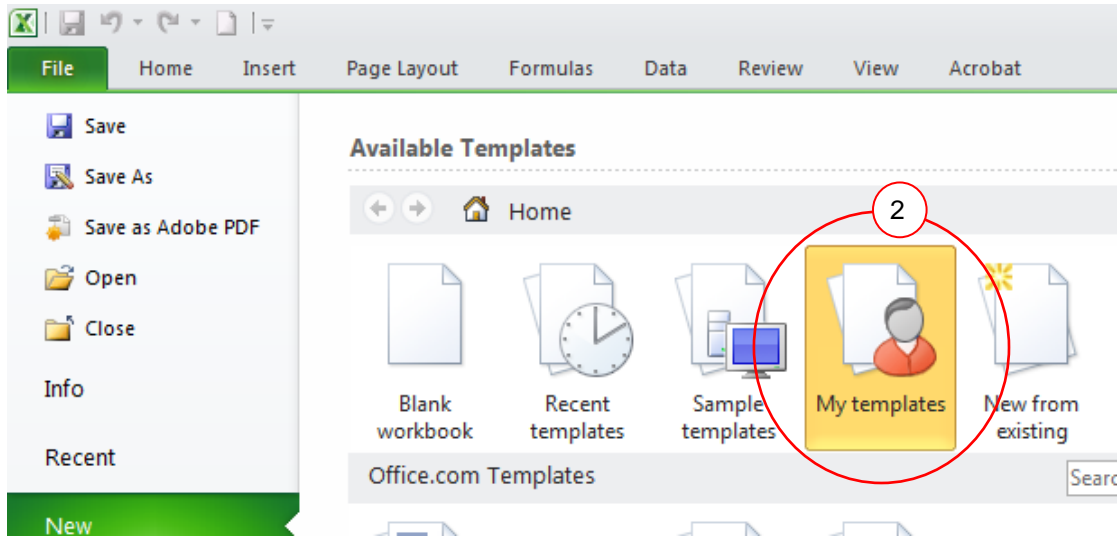 File Home Insert Page Layout Formulas Data Review View Acrobat
Save
Save As
Save as Adobe PDF
Open
Close
Info
Recent
New
Available Templates
Home
2
Blank workbook
Recent templates
Sample templates
My templates
New from existing
Office.com Templates